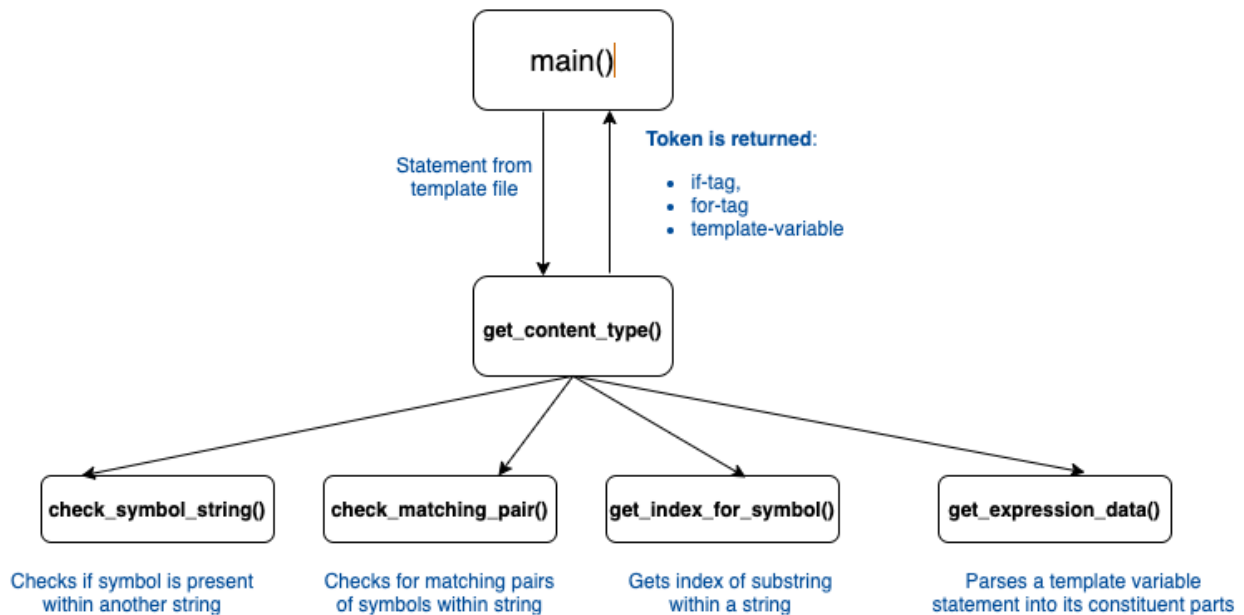 main()
Statement from
template file
Token is returned:
• if-tag,
• for-tag
• template-variable
get_content_type()
check_symbol_string()
check_matching_pair()
get_index_for_symbol()
get_expression_data()
Checks if symbol is present
within another string
Checks for matching pairs
of symbols within string
Gets index of substring
within a string
Parses a template variable
statement into its constituent parts